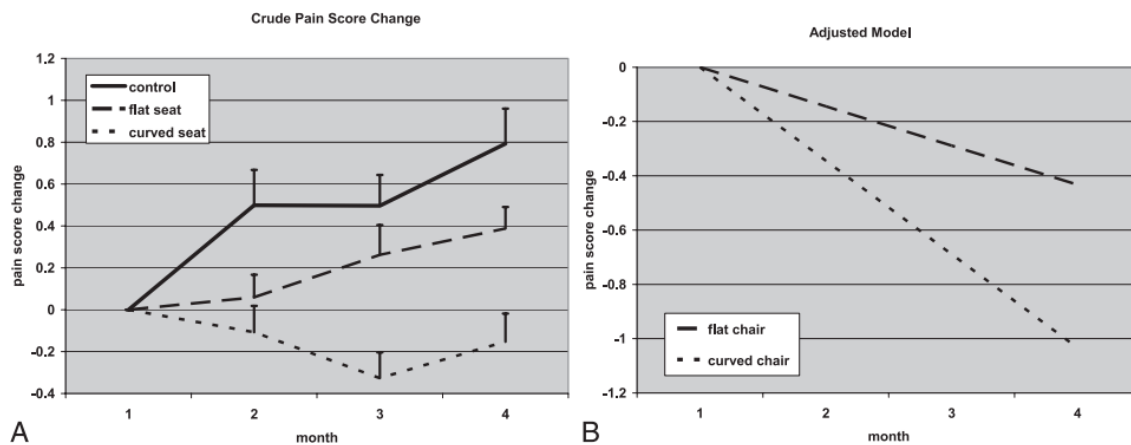 Crude Pain Score Change
1.2
1
0.8
0.6
0.4
0.2
0
-0.2
-0.4
pain score change
control
flat seat
curved seat
1 2 3 4
month
A
Adjusted Model
0
-0.2
-0.4
-0.6
-0.8
-1
-1.2
pain score change
flat chair
curved chair
1 2 3 4
month
B